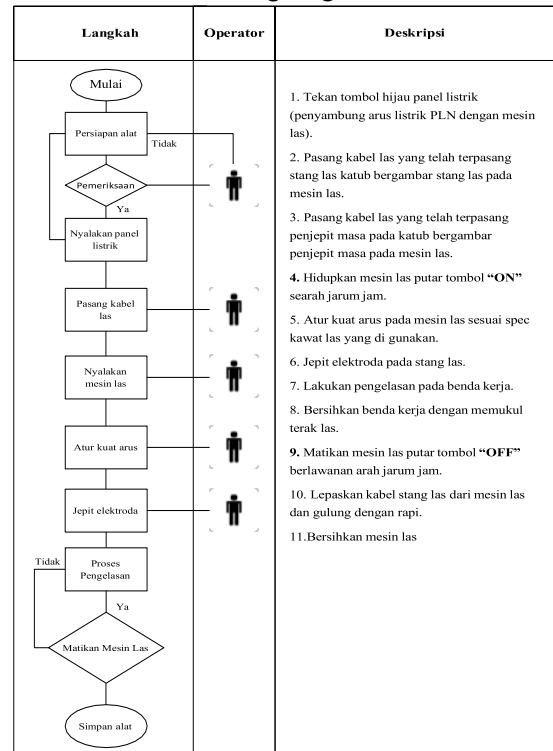 Langkah
Operator
Deskripsi
Mulai
Persiapan alat
Tidak
Pemeriksaan
Ya
Nyalakan panel
listrik
Pasang kabel
las
Nyalakan
mesin las
Atur kuat arus
Jepit elektroda
Tidak
Proses
Pengelasan
Ya
Matikan Mesin Las
Simpan alat
1. Tekan tombol hijau panel listrik
(penyambung arus listrik PLN dengan mesin
las).
2. Pasang kabel las yang telah terpasang
stang las katub bergambar stang las pada
mesin las.
3. Pasang kabel las yang telah terpasang
penjepit masa pada katub bergambar
penjepit masa pada mesin las.
4. Hidupkan mesin las putar tombol “ON”
searah jarum jam.
5. Atur kuat arus pada mesin las sesuai spec
kawat las yang di gunakan.
6. Jepit elektroda pada stang las.
7. Lakukan pengelasan pada benda kerja.
8. Bersihkan benda kerja dengan memukul
terak las.
9. Matikan mesin las putar tombol “OFF”
berlawanan arah jarum jam.
10. Lepaskan kabel stang las dari mesin las
dan gulung dengan rapi.
11.Bersihkan mesin las